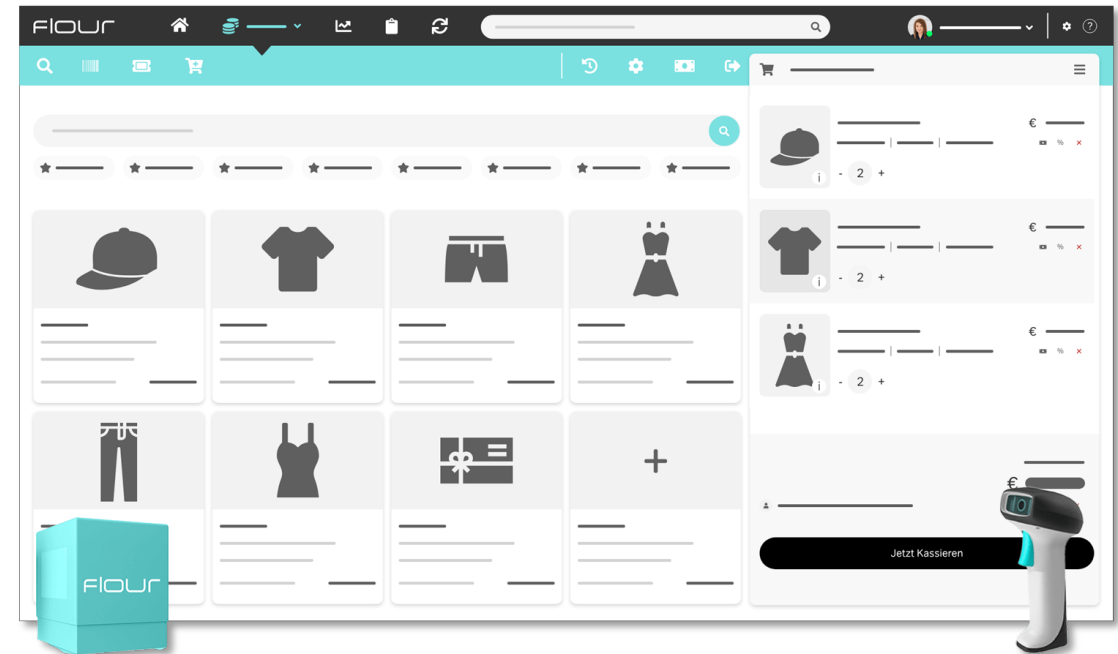 flour
€
- 2 +
€
- 2 +
€
- 2 +
€
Jetzt Kassieren
flour